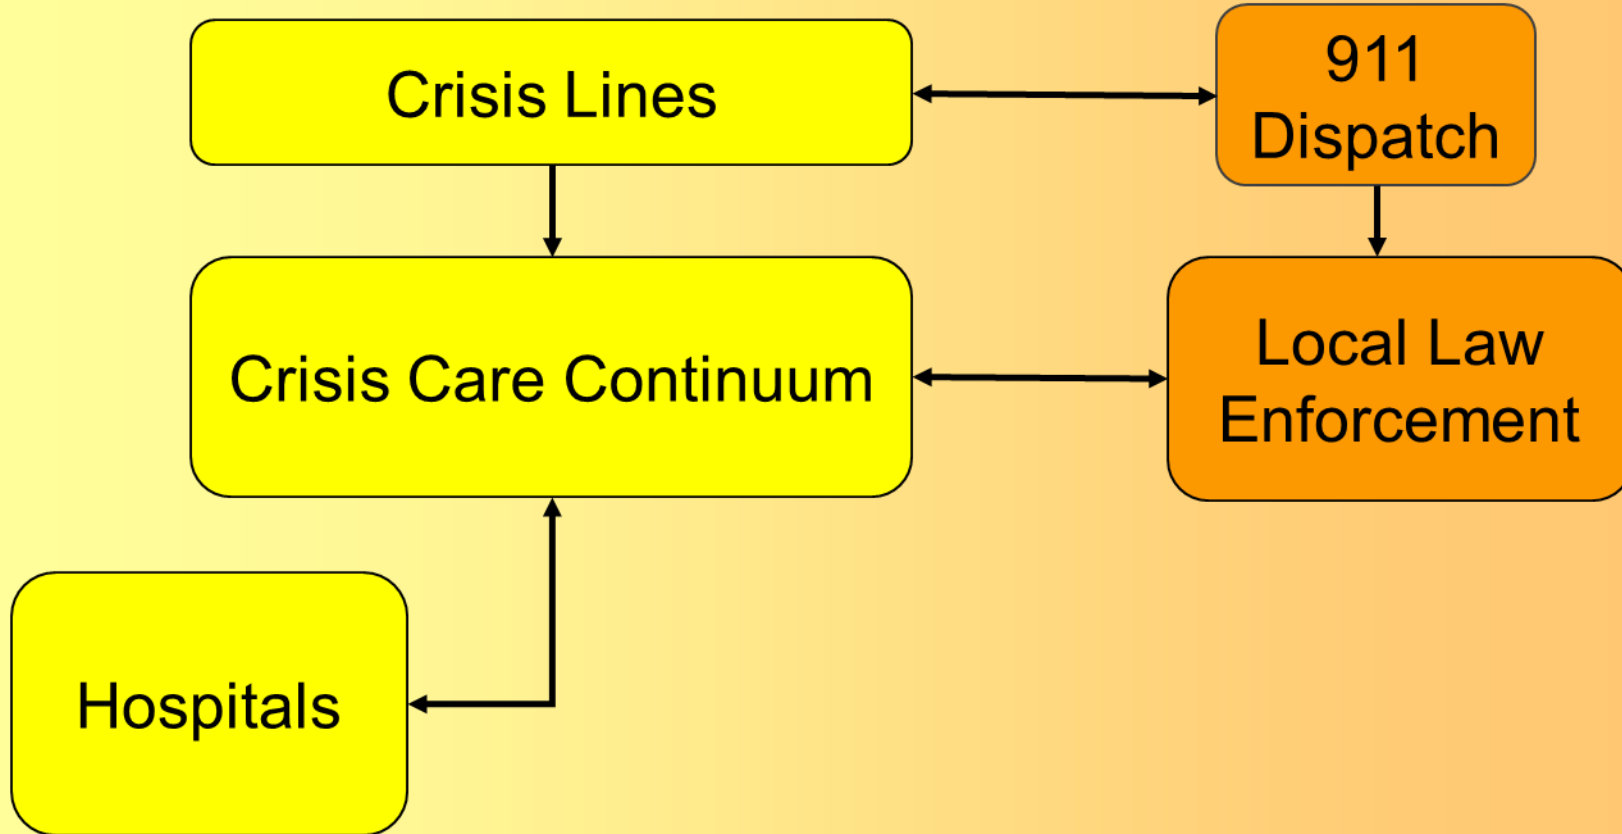 Crisis Lines
911
Dispatch
Crisis Care Continuum
Local Law
Enforcement
Hospitals